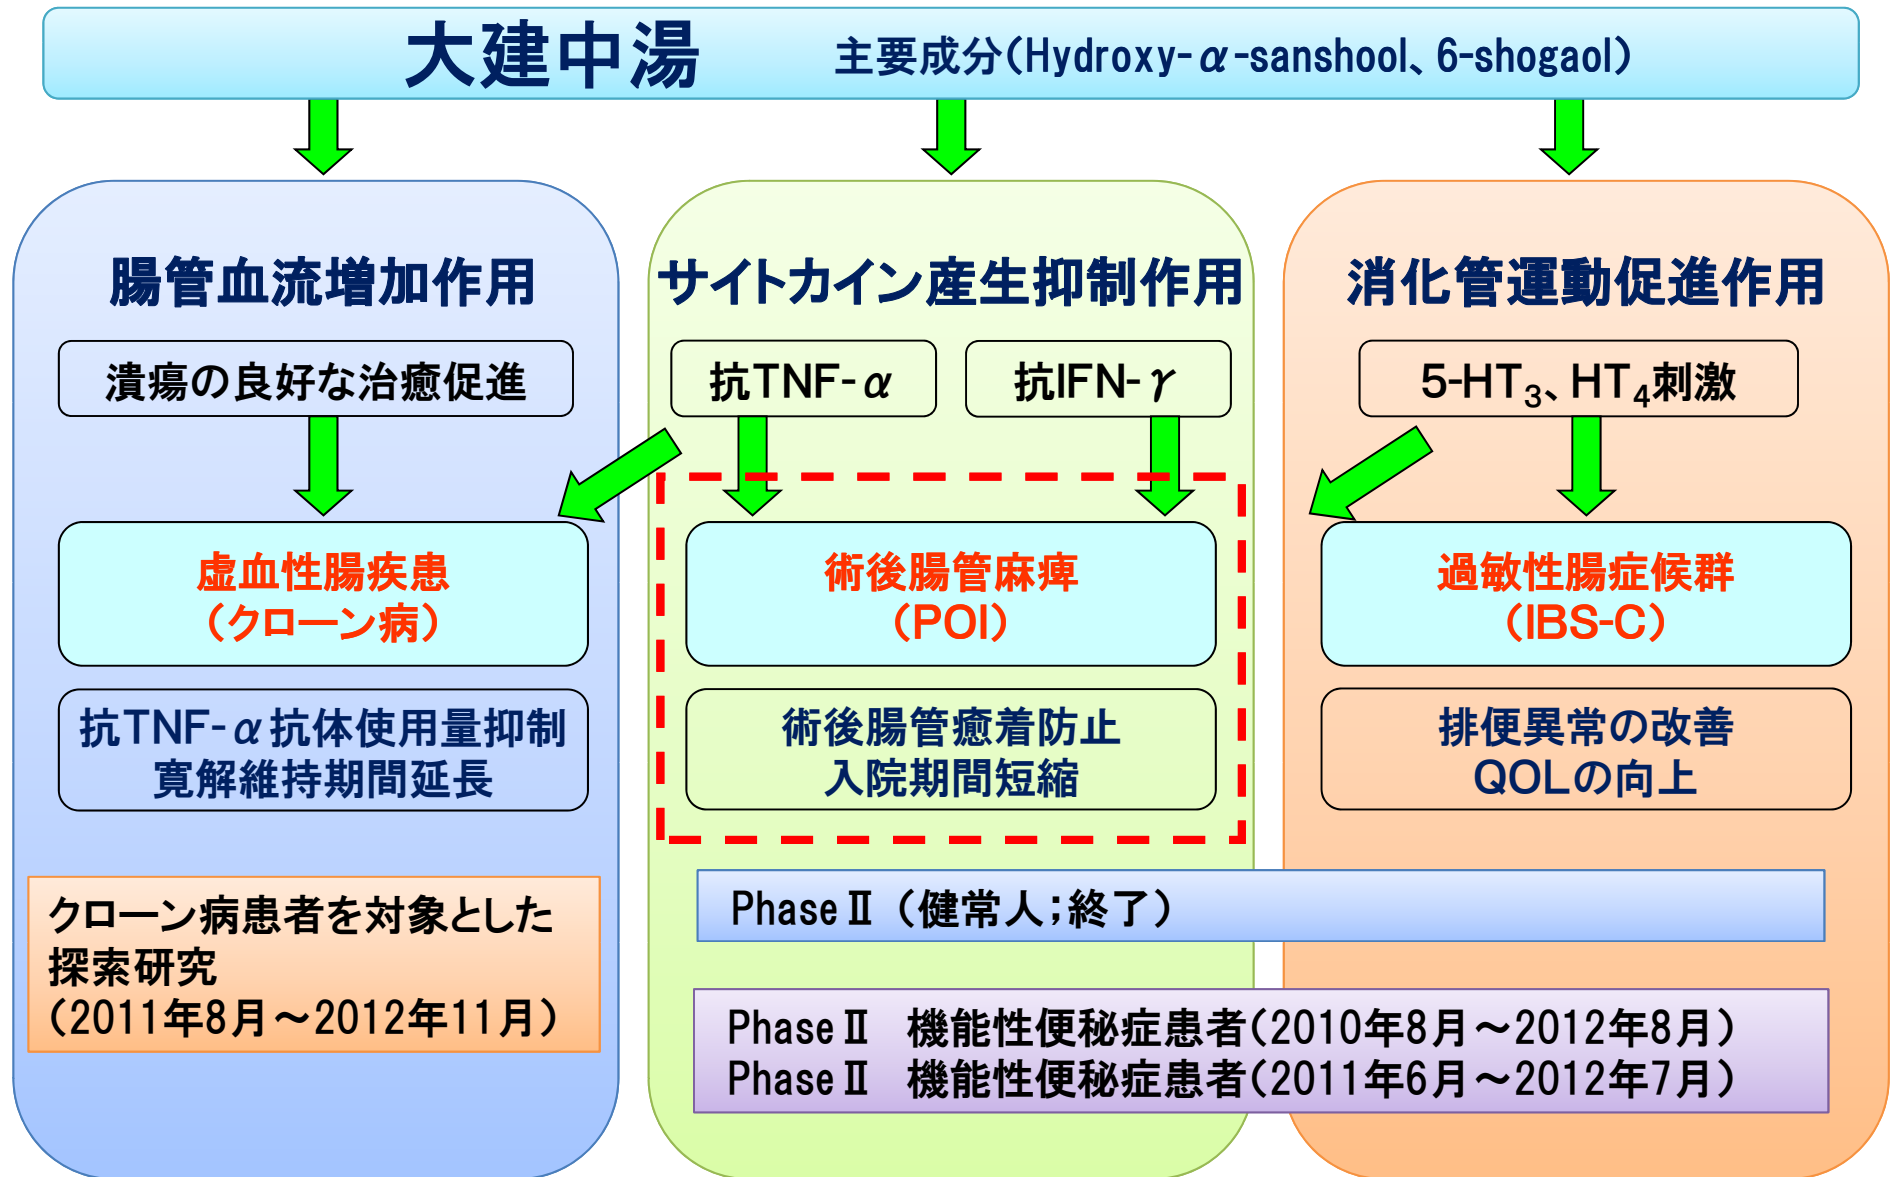 大建中湯　主要成分（Hydroxy-α-sanshool、6-shogaol）
腸管血流増加作用
潰瘍の良好な治癒促進
虚血性腸疾患
（クローン病）
抗TNF-α抗体使用量抑制
寛解維持期間延長
クローン病患者を対象とした
探索研究
（2011年8月～2012年11月）
サイトカイン産生抑制作用
抗TNF-α
抗IFN-γ
術後腸管麻痺
（POI）
術後腸管癒着防止
入院期間短縮
消化管運動促進作用
5-HT₃、HT₄刺激
過敏性腸症候群
（IBS-C）
排便異常の改善
QOLの向上
PhaseⅡ（健常人；終了）
PhaseⅡ　機能性便秘症患者（2010年8月～2012年8月）
PhaseⅡ　機能性便秘症患者（2011年6月～2012年7月）